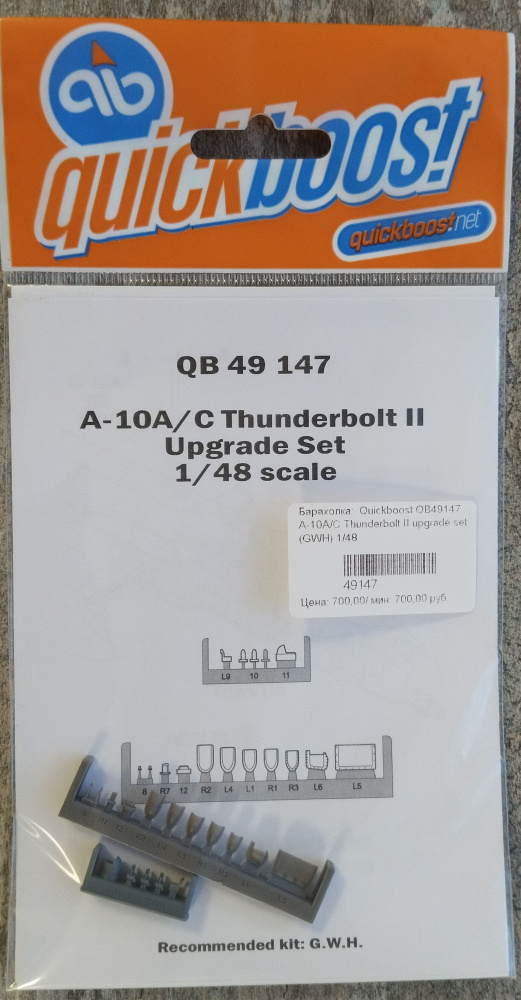 qb
quickboost
quickboost.net
QB 49 147
A-10A/C Thunderbolt II
Upgrade Set
1/48 scale
Барахолка: Quickboost QB49147
A-10A/C Thunderbolt II upgrade set
(GWH) 1/48
49147
Цена: 700,00/ мин: 700,00 руб.
L9 10 11
8 R7 12 R2 L4 L1 R1 R3 L6 L5
Recommended kit: G.W.H.